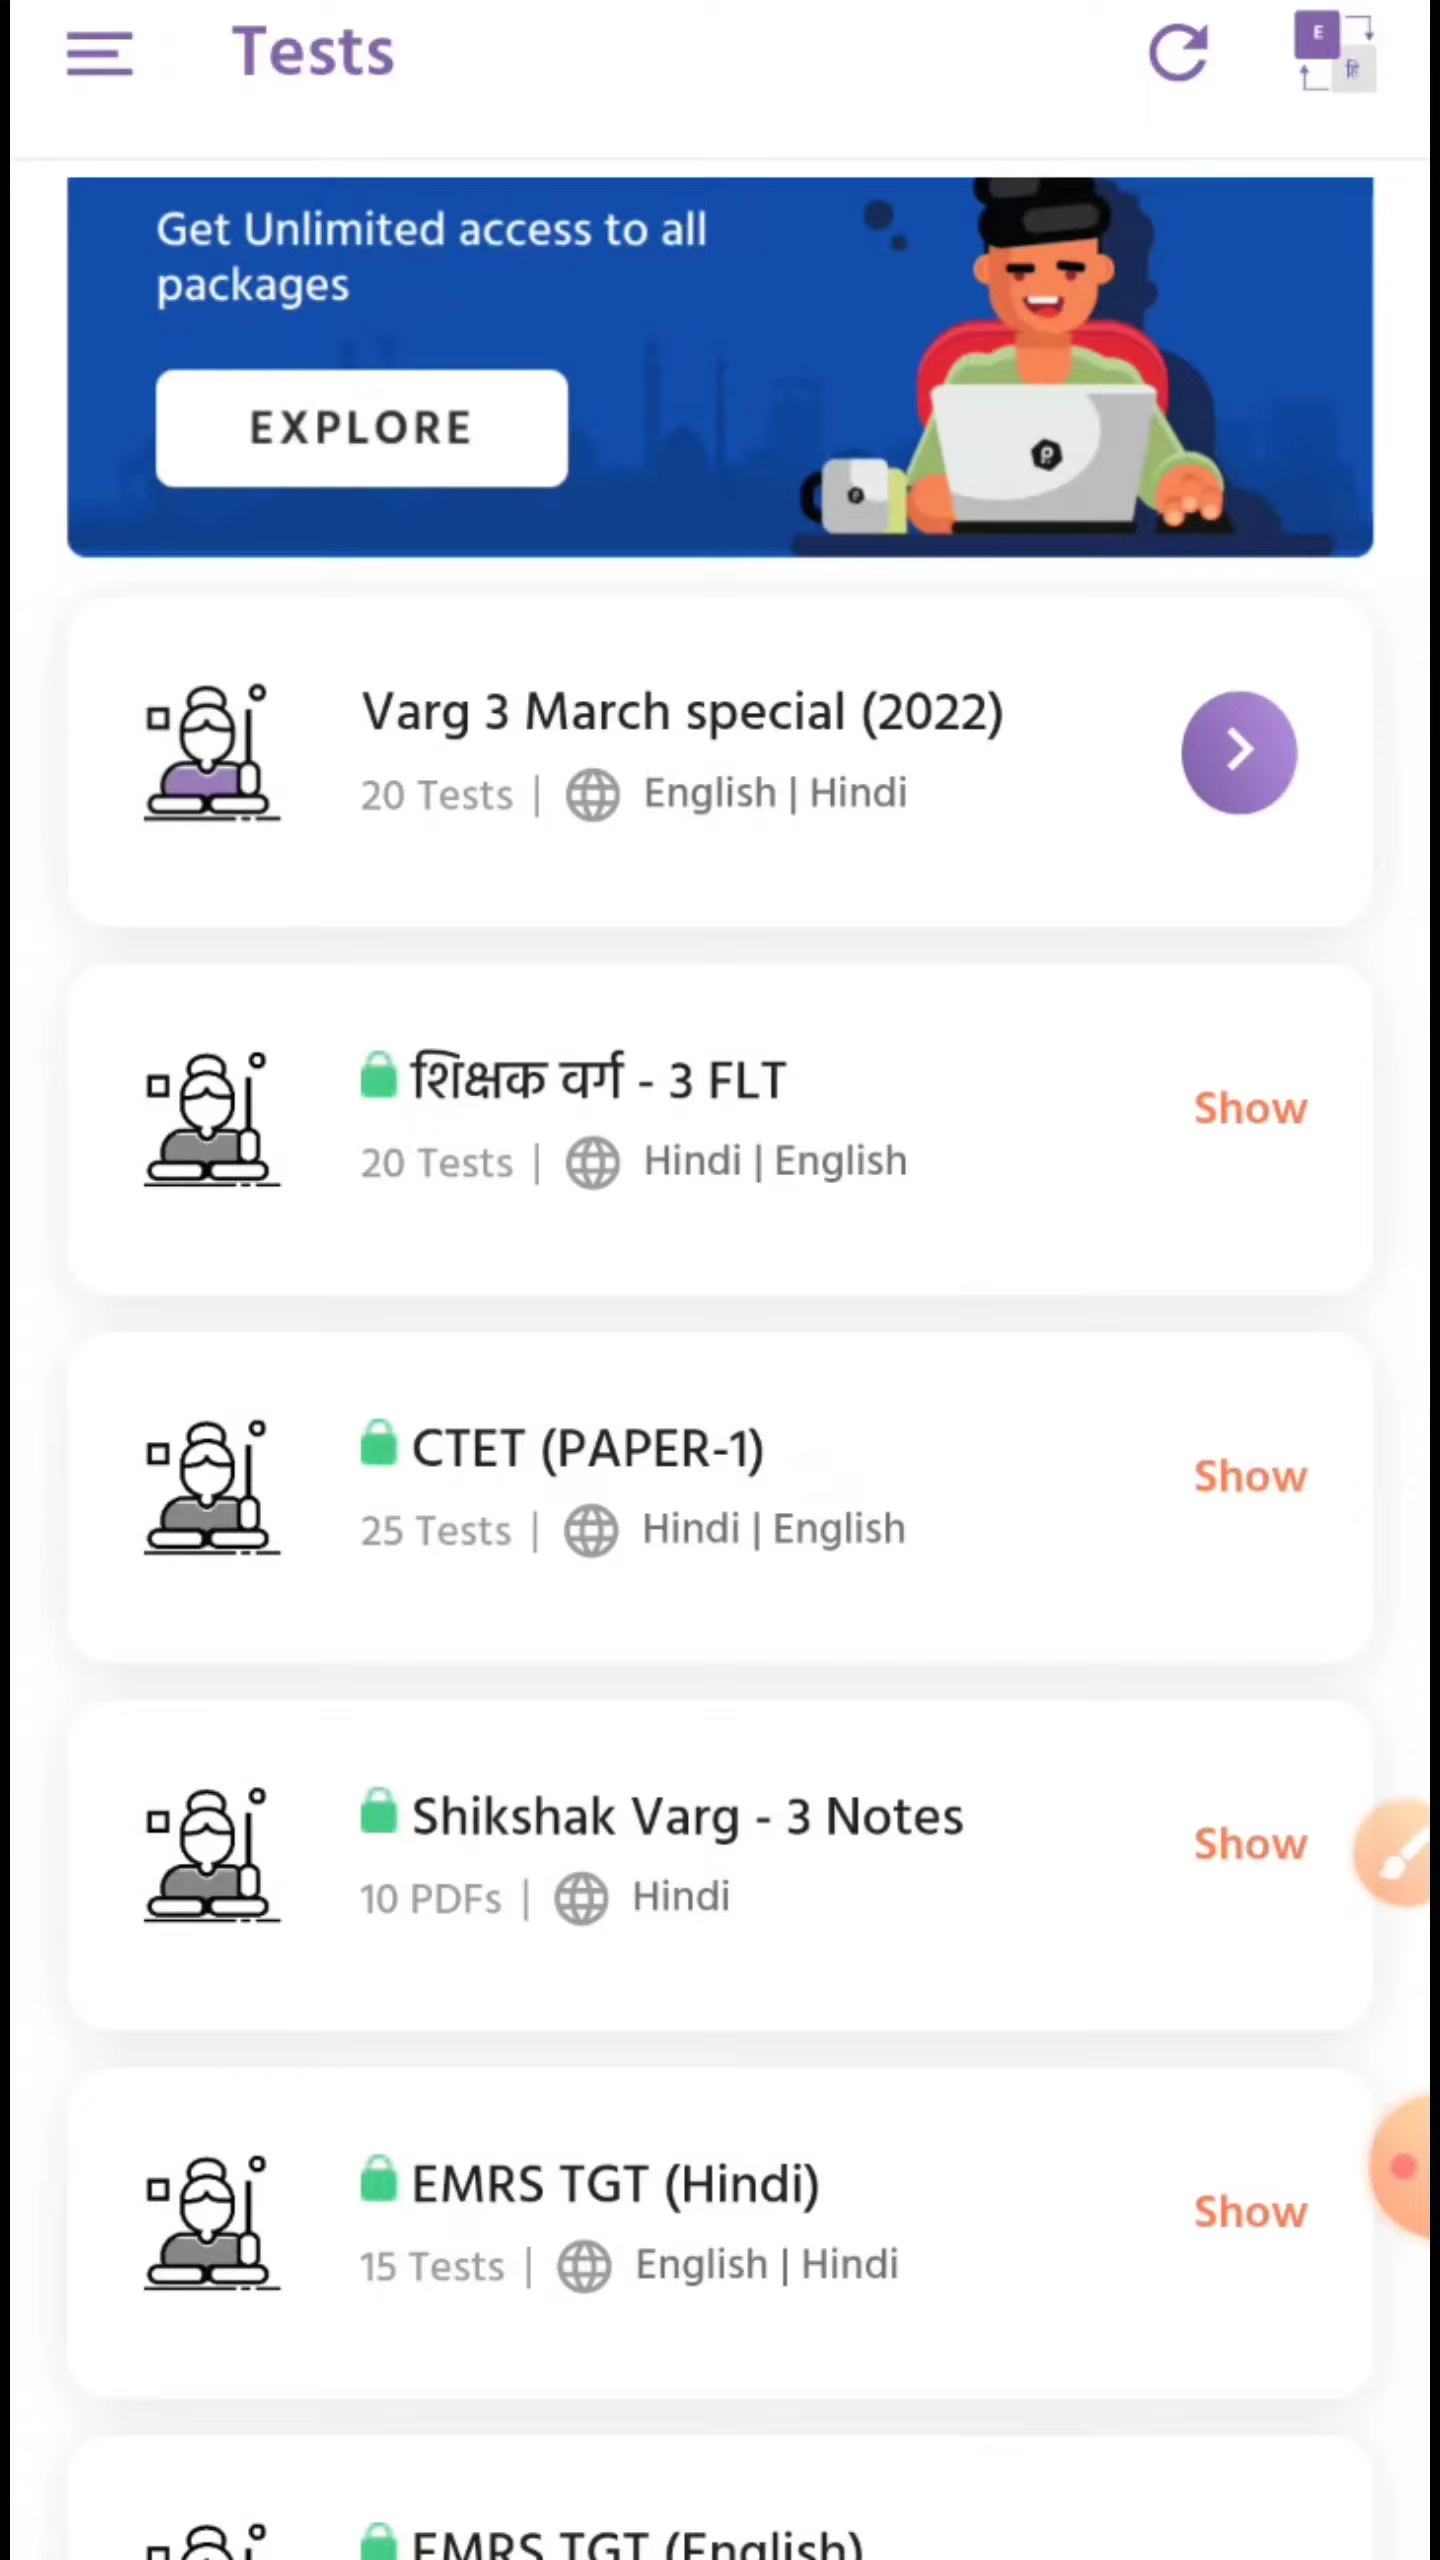 Tests
E
हि
Get Unlimited access to all
packages
EXPLORE
Varg 3 March special (2022)
20 Tests | English | Hindi
शिक्षक वर्ग - 3 FLT
Show
20 Tests | Hindi | English
CTET (PAPER-1)
Show
25 Tests | Hindi | English
Shikshak Varg - 3 Notes
Show
10 PDFs | Hindi
EMRS TGT (Hindi)
Show
15 Tests | English | Hindi
EMRS TGT (English)